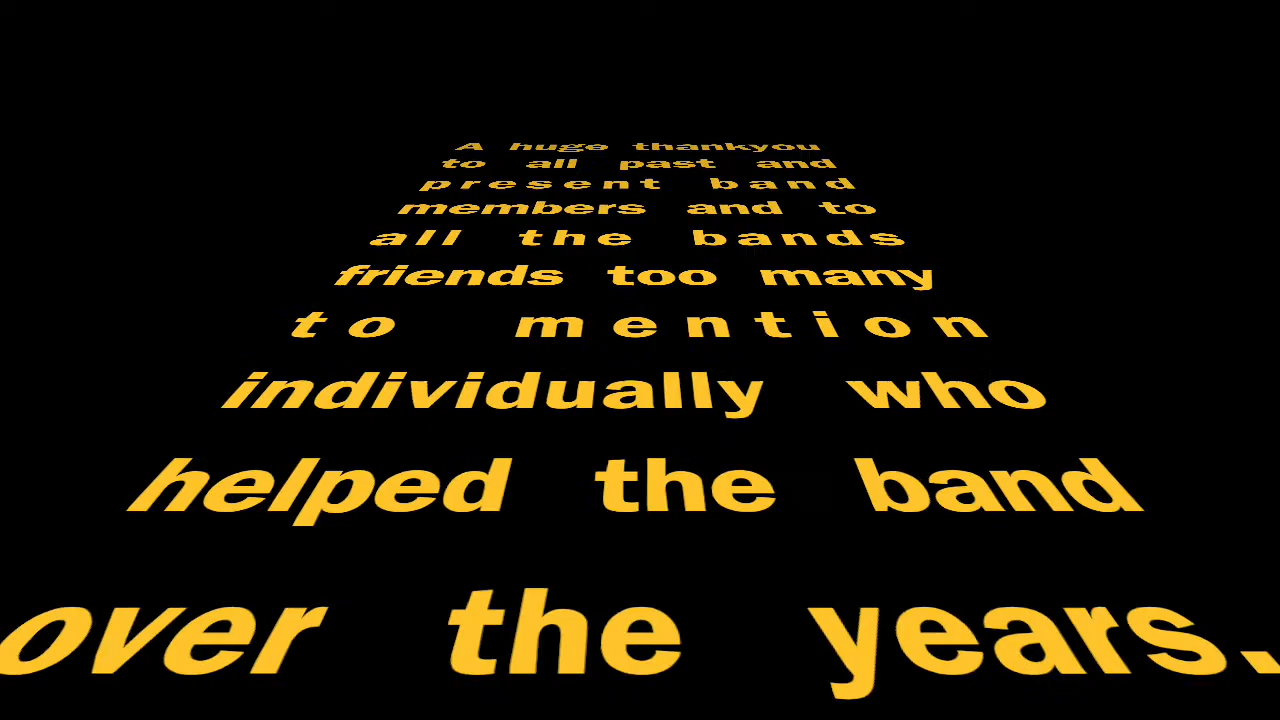 A huge thankyou
to all past and
present band
members and to
all the bands
friends too many
to mention
individually who
helped the band
over the years.